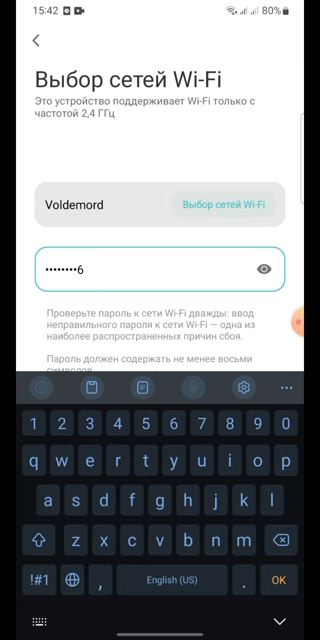 15:42 80%
Выбор сетей Wi-Fi
Это устройство поддерживает Wi-Fi только с
частотой 2,4 ГГц
Voldemord Выбор сетей Wi-Fi
••••••••6
Проверьте пароль к сети Wi-Fi дважды: ввод
неправильного пароля к сети Wi-Fi — одна из
наиболее распространенных причин сбоя.
Пароль должен содержать не менее восьми
символов
1 2 3 4 5 6 7 8 9 0
q w e r t y u i o p
a s d f g h j k l
z x c v b n m
!#1 , English (US) . OK